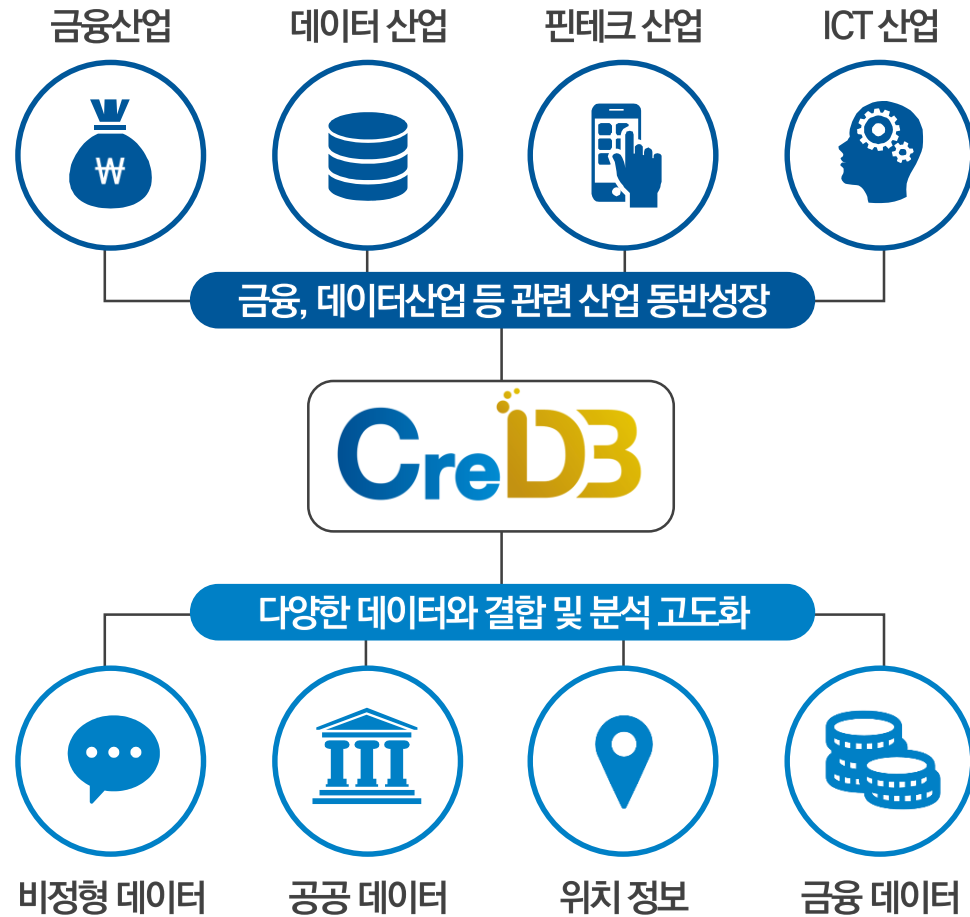 금융산업
데이터 산업
핀테크 산업
ICT 산업
₩
금융, 데이터산업 등 관련 산업 동반성장
CreDB
다양한 데이터와 결합 및 분석 고도화
비정형 데이터
공공 데이터
위치 정보
금융 데이터